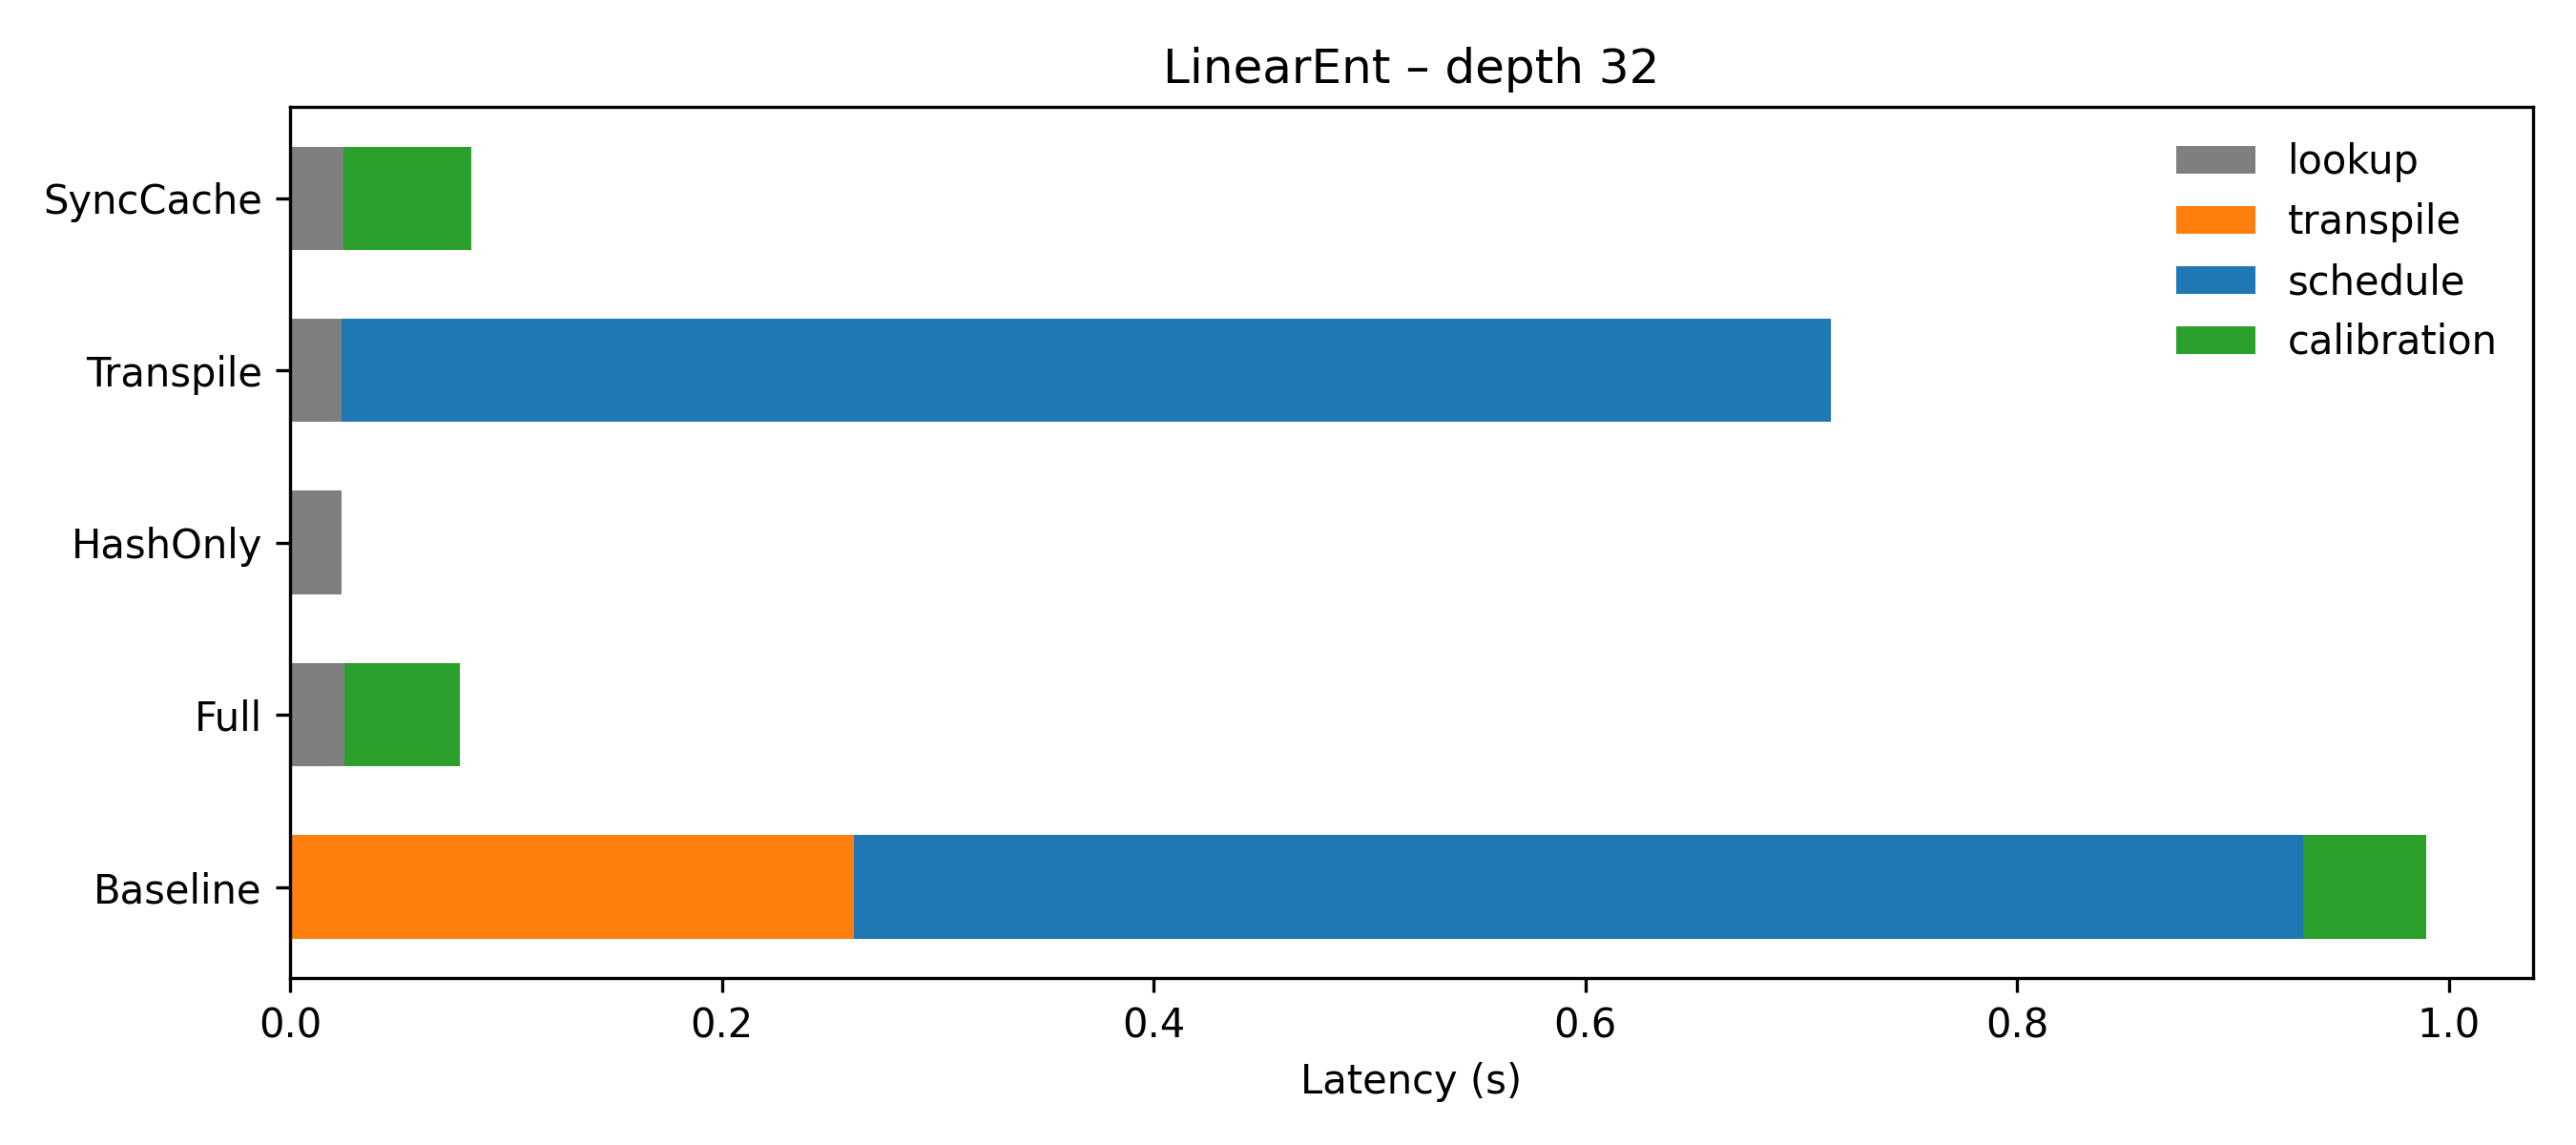 LinearEnt – depth 32
SyncCache
Transpile
HashOnly
Full
Baseline
lookup
transpile
schedule
calibration
0.0 0.2 0.4 0.6 0.8 1.0
Latency (s)